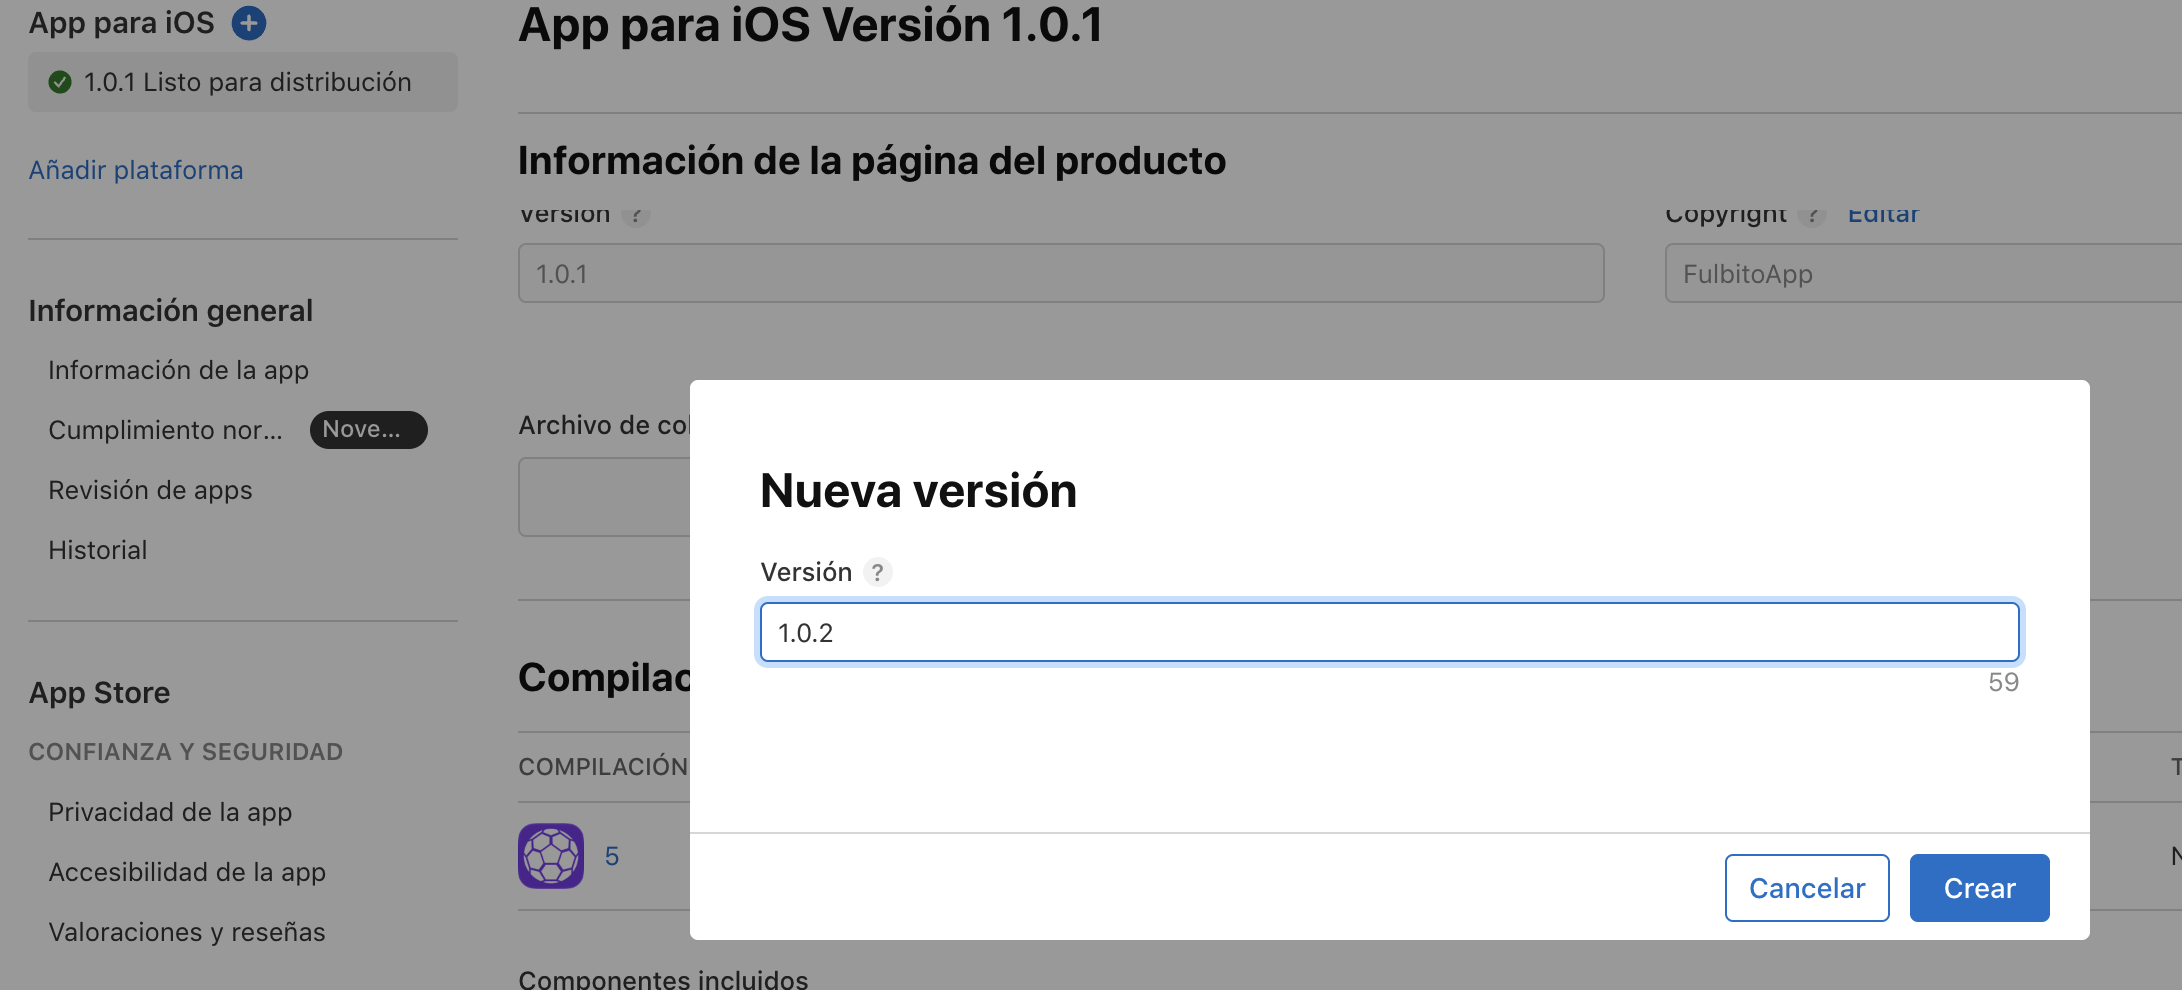 App para iOS
1.0.1 Listo para distribución
Añadir plataforma
Información general
Información de la app
Cumplimiento nor... Nove...
Revisión de apps
Historial
App Store
CONFIANZA Y SEGURIDAD
Privacidad de la app
Accesibilidad de la app
Valoraciones y reseñas
App para iOS Versión 1.0.1
Información de la página del producto
Versión ?
1.0.1
Copyright ? Editar
FulbitoApp
Archivo de co
Compilac
COMPILACIÓN
T
5
N
Componentes incluidos
Nueva versión
Versión ?
1.0.2
59
Cancelar
Crear